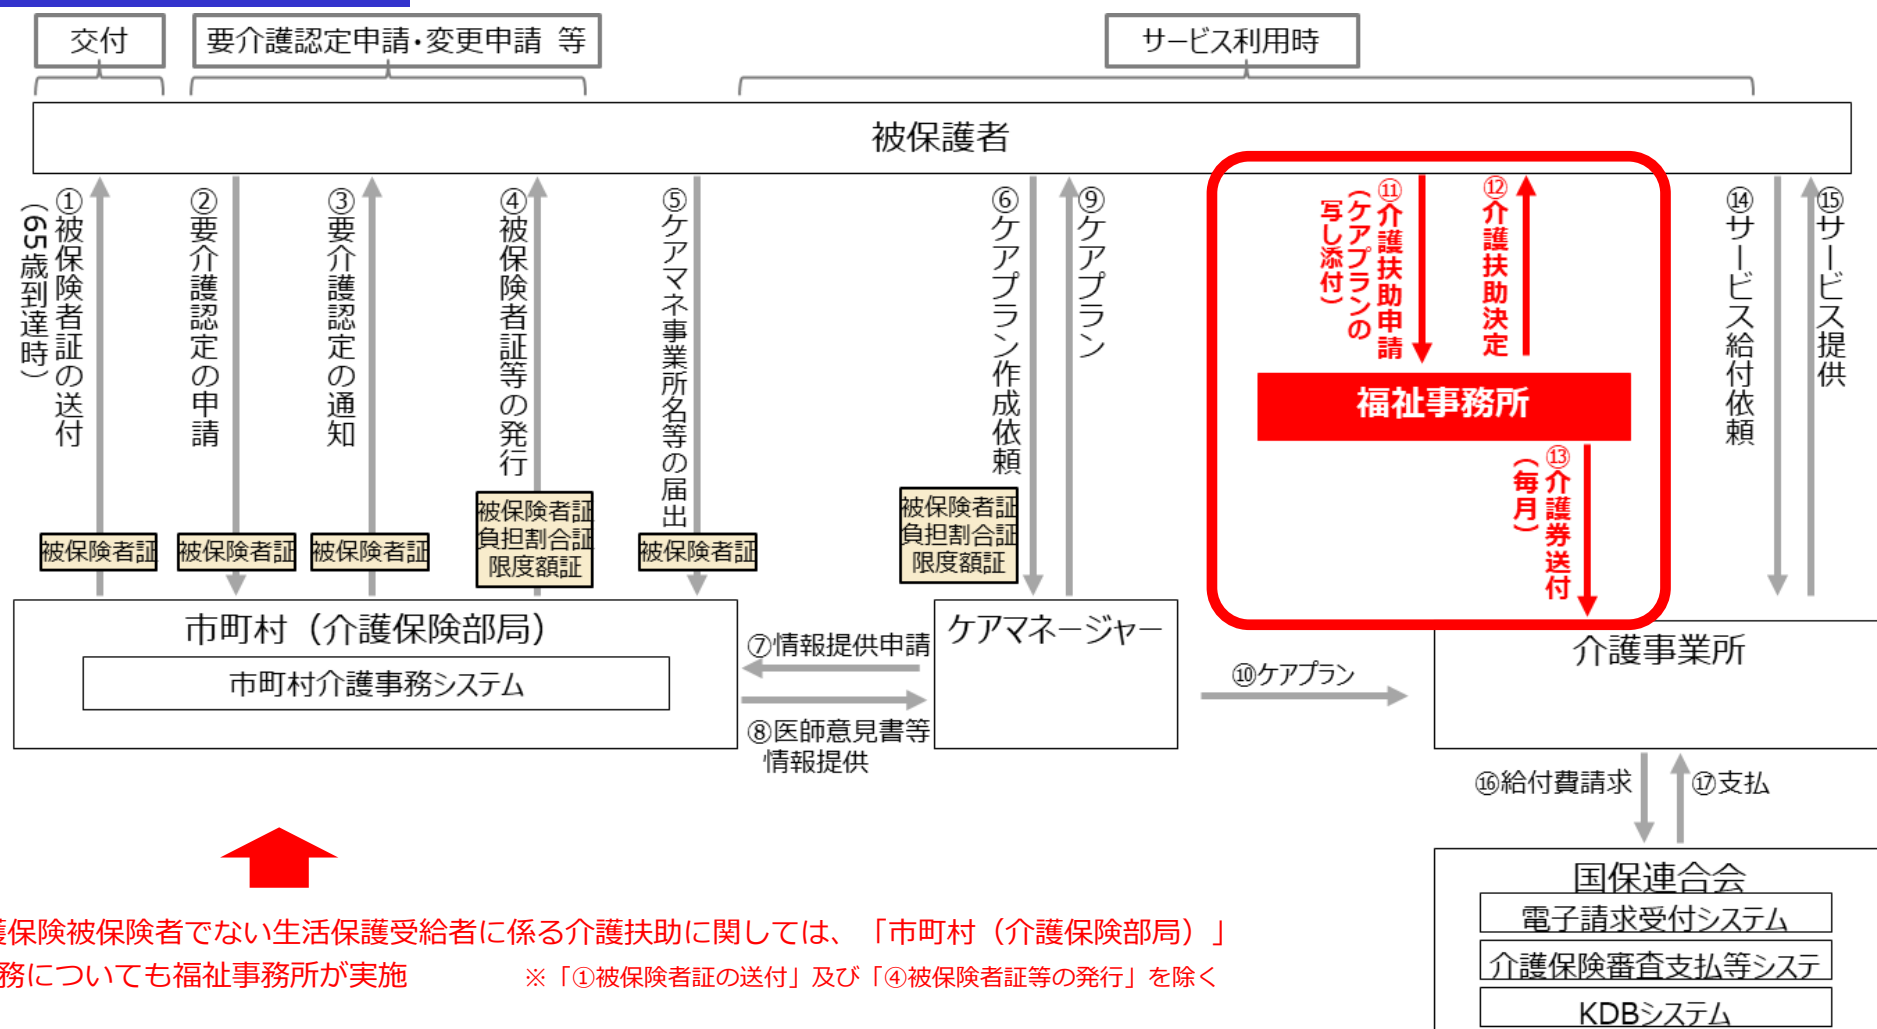 交付
要介護認定申請・変更申請 等
サービス利用時
被保護者
①被保険者証の送付
（65歳到達時）
②要介護認定の申請
③要介護認定の通知
④被保険者証等の発行
⑤ケアマネ事業所名等の届出
⑥ケアプラン作成依頼
⑨ケアプラン
⑪介護扶助申請
（ケアプランの
写し添付）
⑫介護扶助決定
⑭サービス給付依頼
⑮サービス提供
福祉事務所
⑬介護券送付
（毎月）
被保険者証
被保険者証
被保険者証
被保険者証
負担割合証
限度額証
被保険者証
被保険者証
負担割合証
限度額証
市町村（介護保険部局）
市町村介護事務システム
⑦情報提供申請
⑧医師意見書等
情報提供
ケアマネージャー
⑩ケアプラン
介護事業所
⑯給付費請求
⑰支払
国保連合会
電子請求受付システム
介護保険審査支払等システ
KDBシステム
護保険被保険者でない生活保護受給者に係る介護扶助に関しては、「市町村（介護保険部局）」
務についても福祉事務所が実施
※「①被保険者証の送付」及び「④被保険者証等の発行」を除く